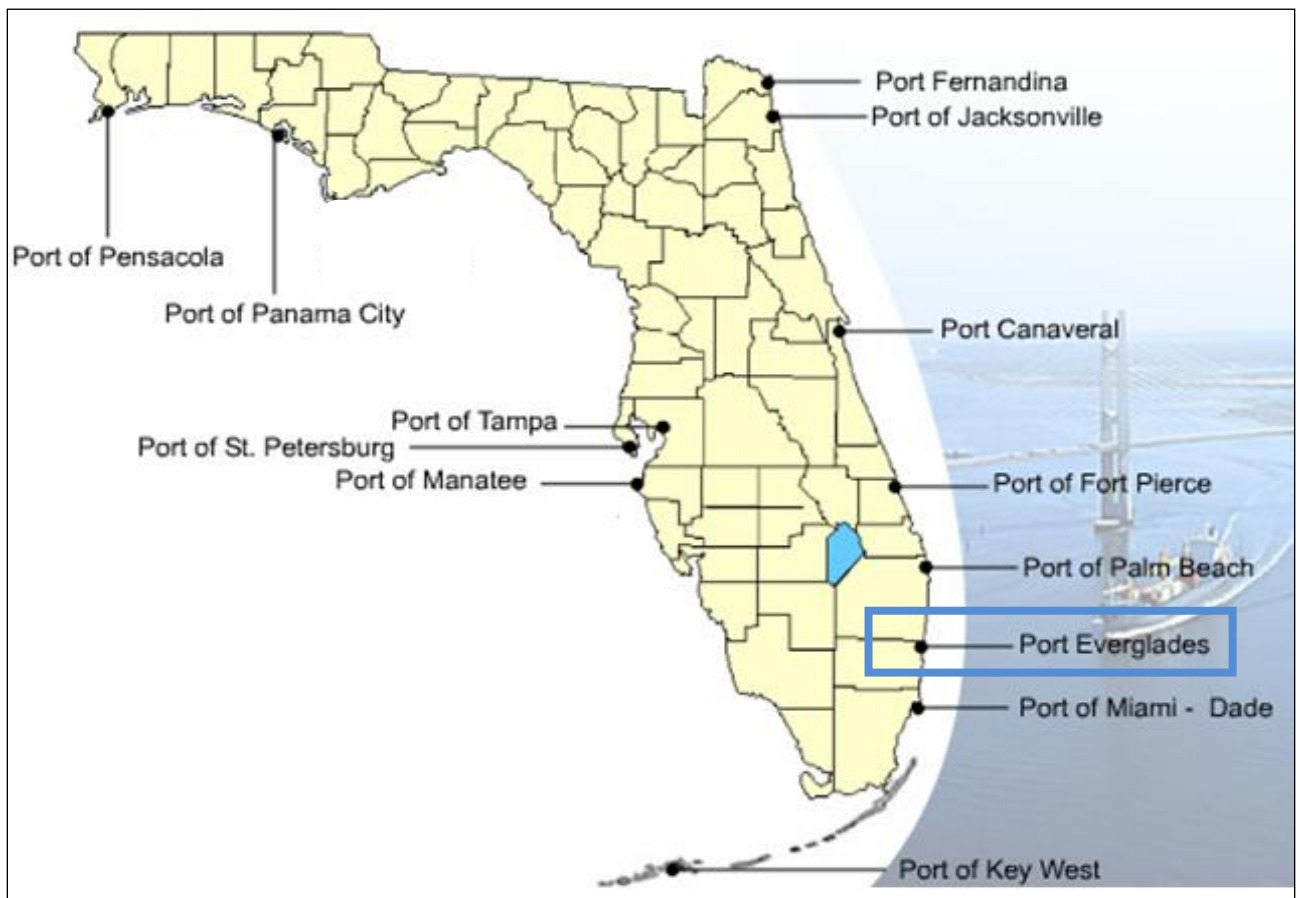 Port Fernandina
Port of Jacksonville
Port of Pensacola
Port of Panama City
Port Canaveral
Port of Tampa
Port of St. Petersburg
Port of Manatee
Port of Fort Pierce
Port of Palm Beach
Port Everglades
Port of Miami - Dade
Port of Key West